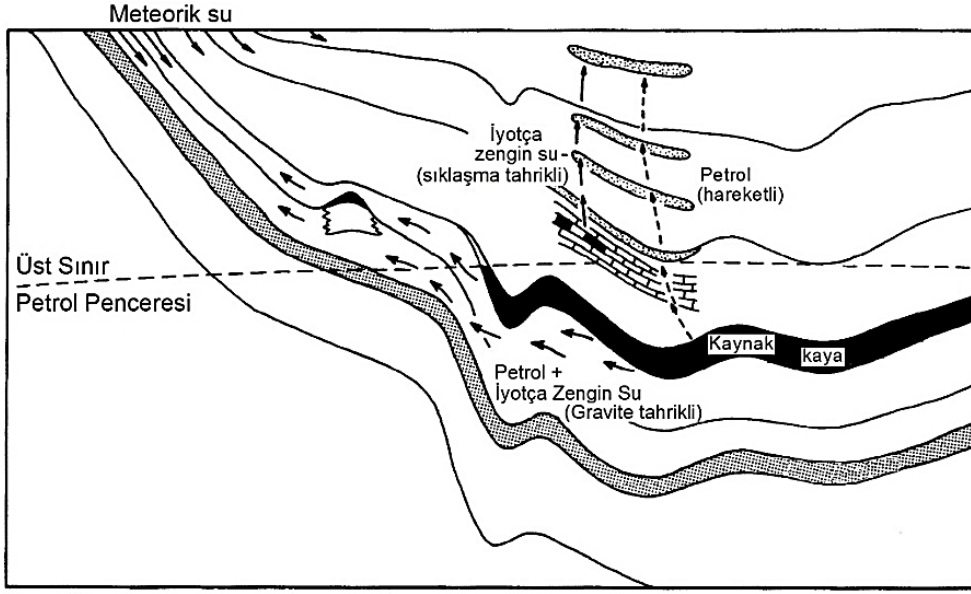 Meteorik su
İyotça
zengin su
(sıklaşma tahrikli)
Petrol
(hareketli)
Üst Sınır
Petrol Penceresi
Kaynak
kaya
Petrol +
İyotça Zengin Su
(Gravite tahrikli)